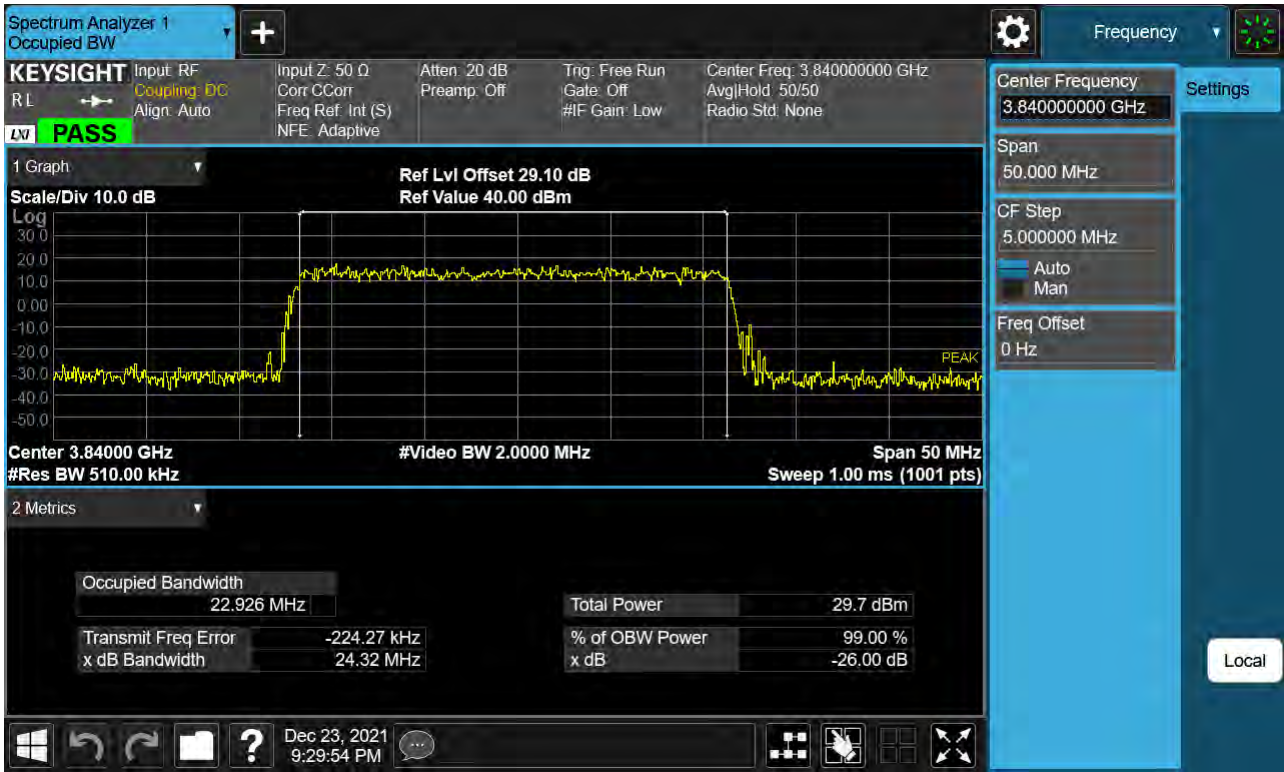 Spectrum Analyzer 1
Occupied BW
Frequency
KEYSIGHT
R L
LXI
PASS
Input: RF
Coupling: DC
Align: Auto
Input Z: 50 Ω
Corr CCorr
Freq Ref: Int (S)
NFE: Adaptive
Atten: 20 dB
Preamp: Off
Trig: Free Run
Gate: Off
#IF Gain: Low
Center Freq: 3.840000000 GHz
Avg|Hold: 50/50
Radio Std: None
Center Frequency
3.840000000 GHz
Settings
Span
50.000 MHz
CF Step
5.000000 MHz
Auto
Man
Freq Offset
0 Hz
Local
1 Graph
Scale/Div 10.0 dB
Ref Lvl Offset 29.10 dB
Ref Value 40.00 dBm
Log
30.0
20.0
10.0
0.00
-10.0
-20.0
-30.0
-40.0
-50.0
PEAK
Center 3.84000 GHz
#Video BW 2.0000 MHz
Span 50 MHz
#Res BW 510.00 kHz
Sweep 1.00 ms (1001 pts)
2 Metrics
Occupied Bandwidth
22.926 MHz
Total Power 29.7 dBm
Transmit Freq Error -224.27 kHz
% of OBW Power 99.00 %
x dB Bandwidth 24.32 MHz
x dB -26.00 dB
?
Dec 23, 2021
9:29:54 PM